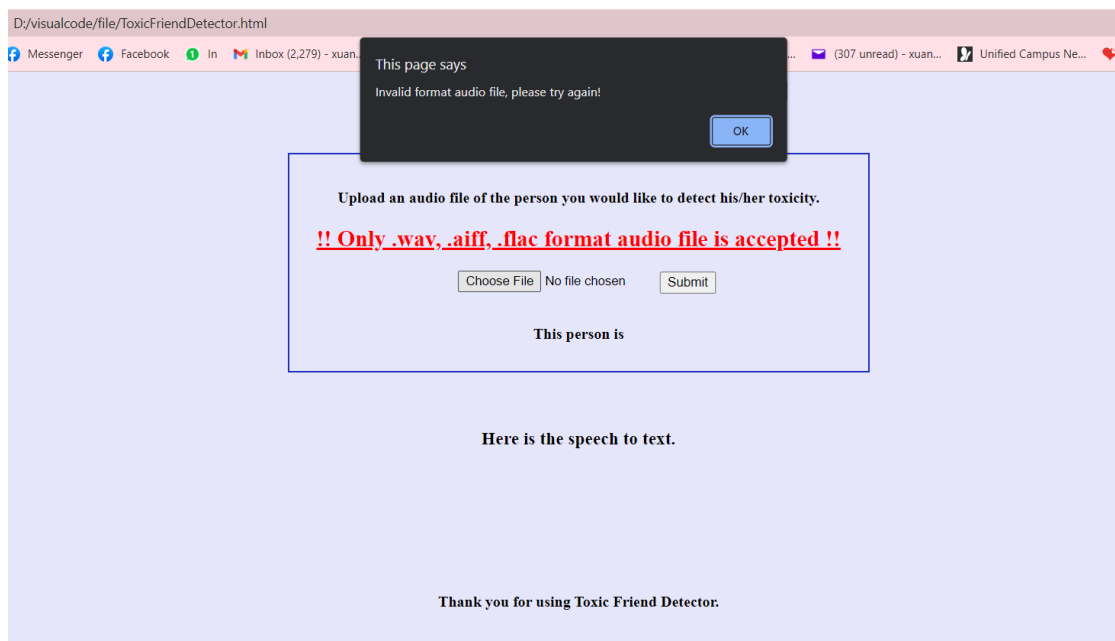 D:/visualcode/file/ToxicFriendDetector.html
Messenger Facebook In Inbox (2,279) - xuan... ... (307 unread) - xuan... Unified Campus Ne...
This page says
Invalid format audio file, please try again!
OK
Upload an audio file of the person you would like to detect his/her toxicity.
!! Only .wav, .aiff, .flac format audio file is accepted !!
Choose File No file chosen Submit
This person is
Here is the speech to text.
Thank you for using Toxic Friend Detector.